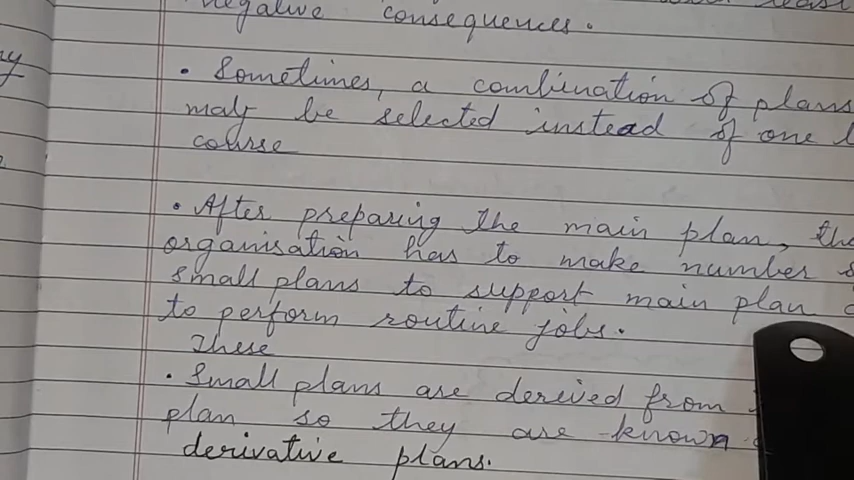 negative consequences.
• Sometimes, a combination of plans
may be selected instead of one
course
• After preparing the main plan, the
organisation has to make number
small plans to support main plan
to perform routine jobs.
These
• Small plans are dereived from
plan so they are known
derivative plans.